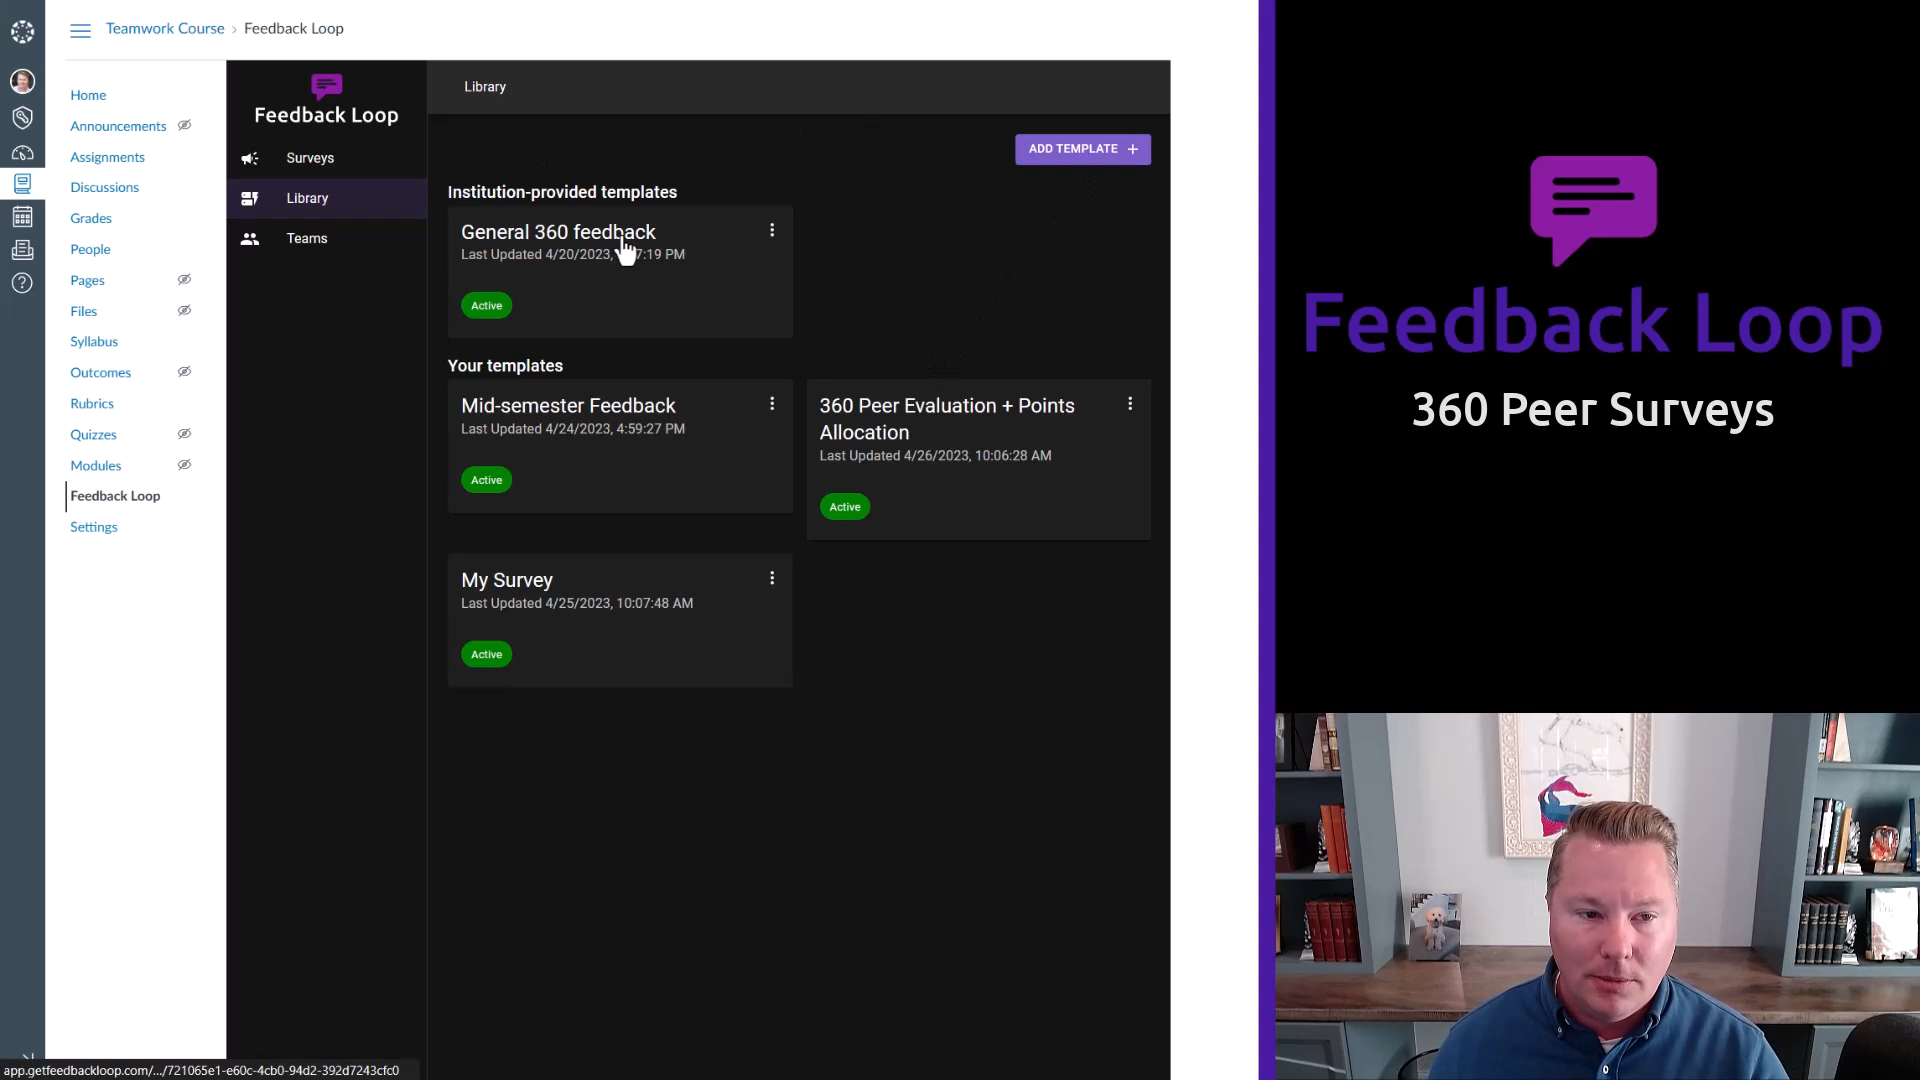 Teamwork Course › Feedback Loop
Home
Announcements
Assignments
Discussions
Grades
People
Pages
Files
Syllabus
Outcomes
Rubrics
Quizzes
Modules
Feedback Loop
Settings
Feedback Loop
Surveys
Library
Teams
Library
ADD TEMPLATE +
Institution-provided templates
General 360 feedback
Last Updated 4/20/2023, 7:19 PM
Active
Your templates
Mid-semester Feedback
Last Updated 4/24/2023, 4:59:27 PM
Active
360 Peer Evaluation + Points
Allocation
Last Updated 4/26/2023, 10:06:28 AM
Active
My Survey
Last Updated 4/25/2023, 10:07:48 AM
Active
app.getfeedbackloop.com/.../721065e1-e60c-4cb0-94d2-392d7243cfc0
Feedback Loop
360 Peer Surveys